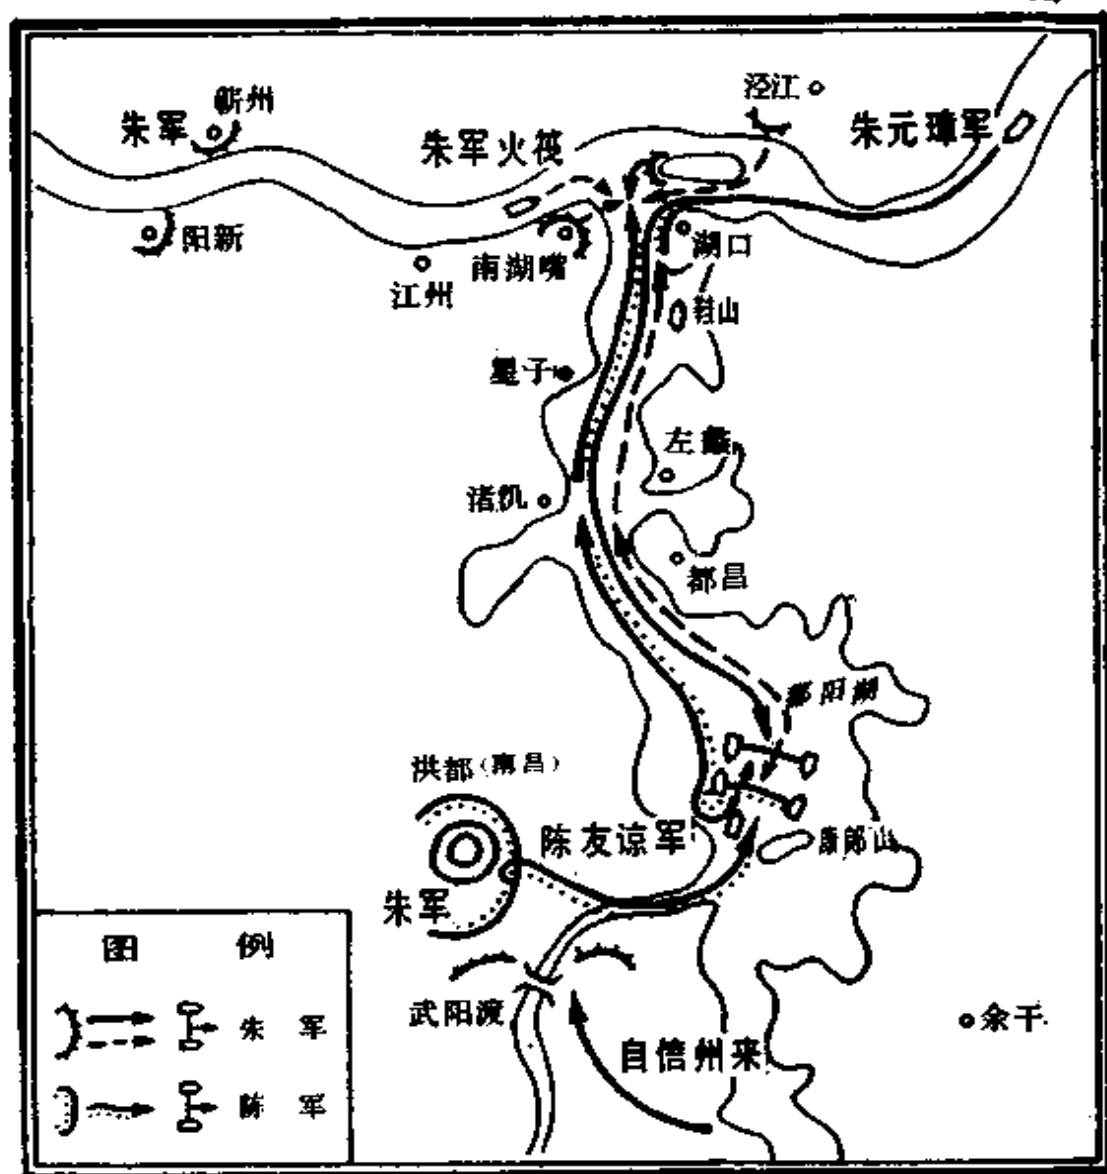 泾江
蕲州
朱军
朱元璋军
朱军火筏
阳新
湖口
南湖嘴
江州
鞋山
星子
左蠡
渚矶
都昌
鄱阳湖
洪都(南昌)
陈友谅军
康郎山
朱军
图 例
武阳渡
朱 军
余干
自信州来
陈 军